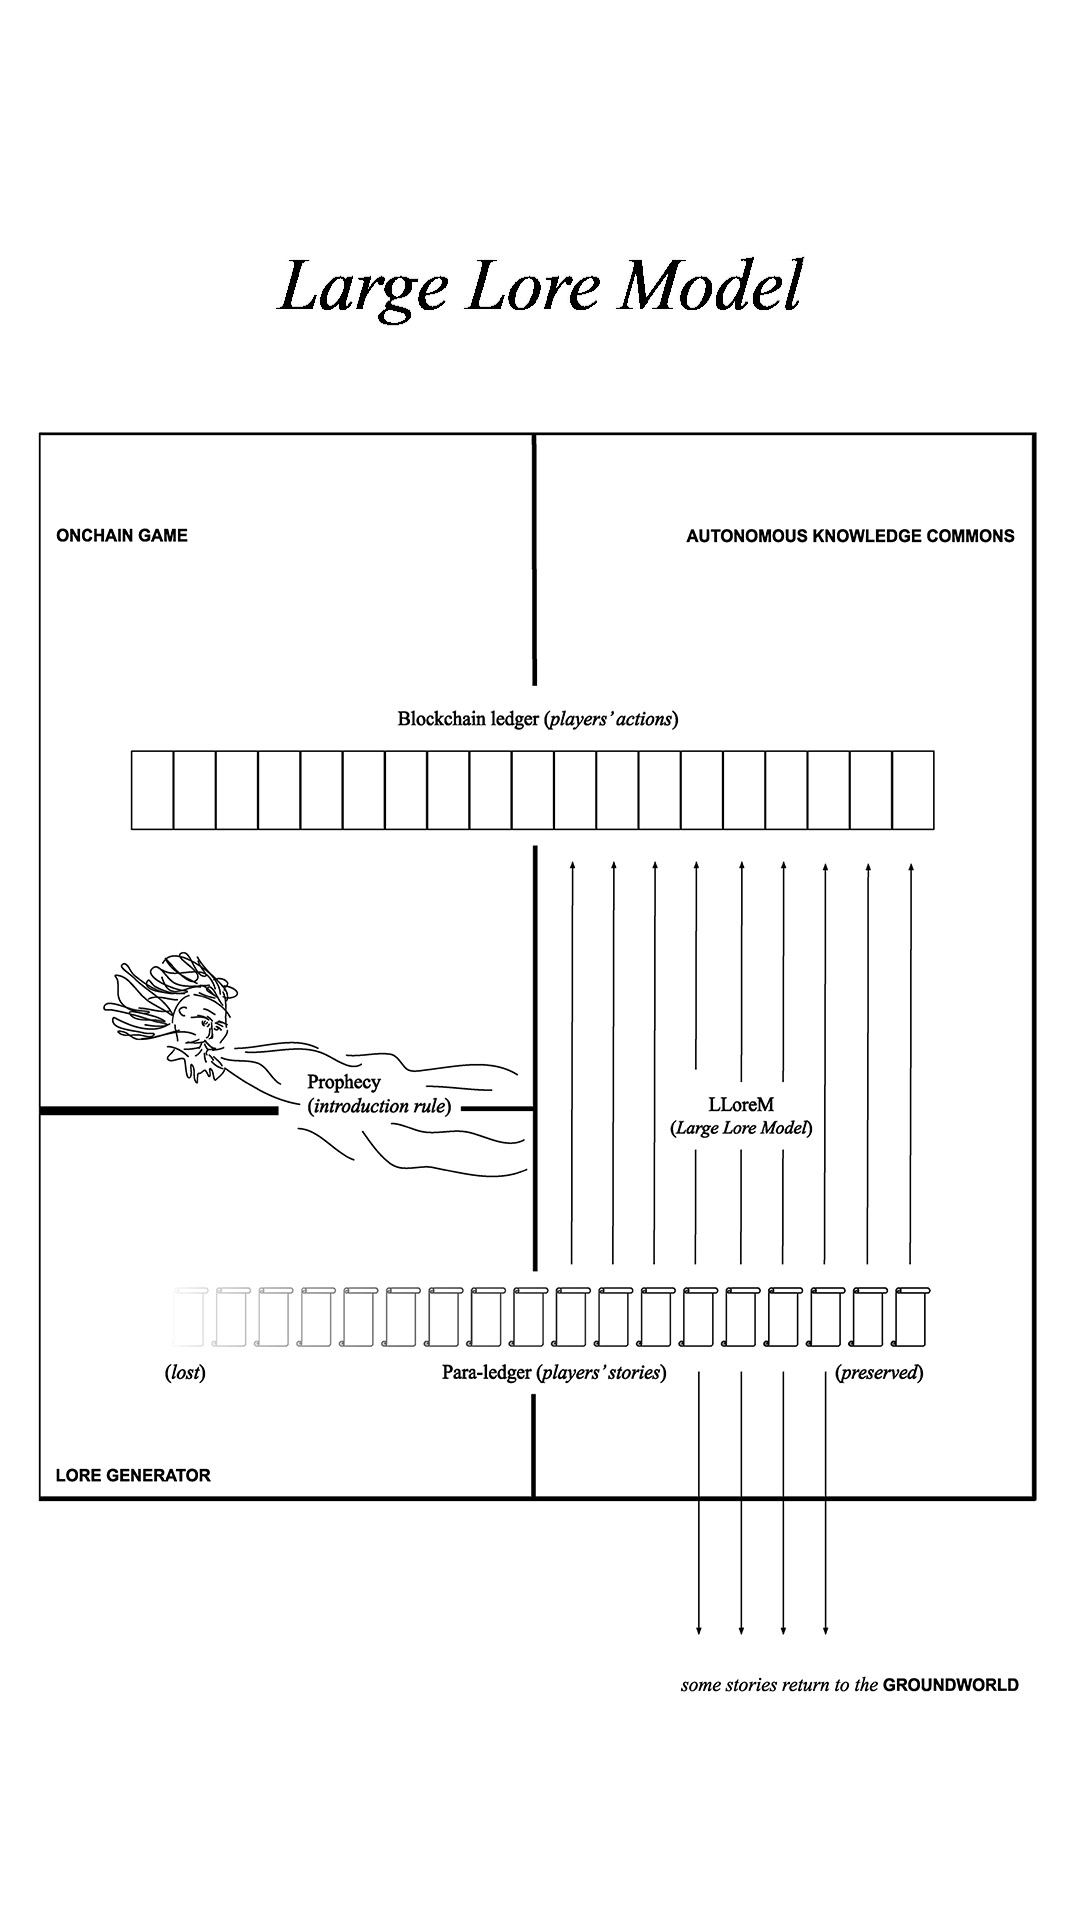 Large Lore Model
ONCHAIN GAME
AUTONOMOUS KNOWLEDGE COMMONS
Blockchain ledger (players’ actions)
Prophecy
(introduction rule)
LLoreM
(Large Lore Model)
(lost)
Para-ledger (players’ stories)
(preserved)
LORE GENERATOR
some stories return to the GROUNDWORLD